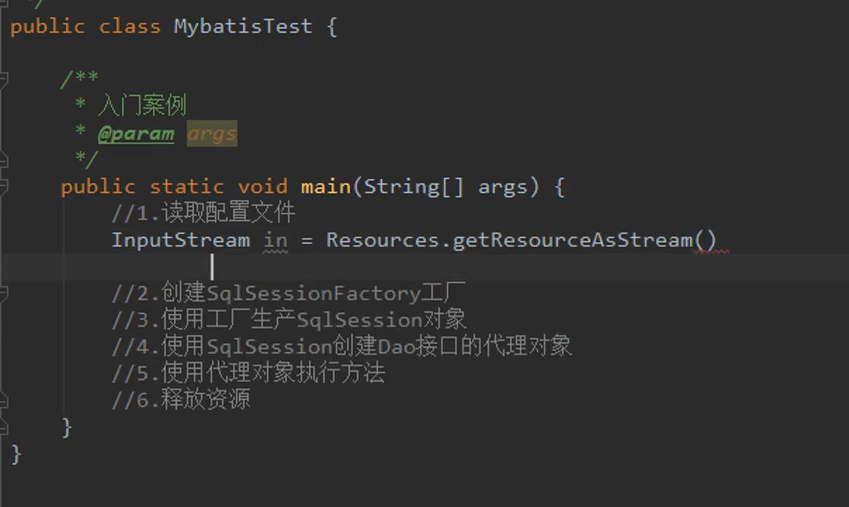 */
public class MybatisTest {
/**
* 入门案例
* @param args
*/
public static void main(String[] args) {
//1.读取配置文件
InputStream in = Resources.getResourceAsStream()
//2.创建SqlSessionFactory工厂
//3.使用工厂生产SqlSession对象
//4.使用SqlSession创建Dao接口的代理对象
//5.使用代理对象执行方法
//6.释放资源
}
}